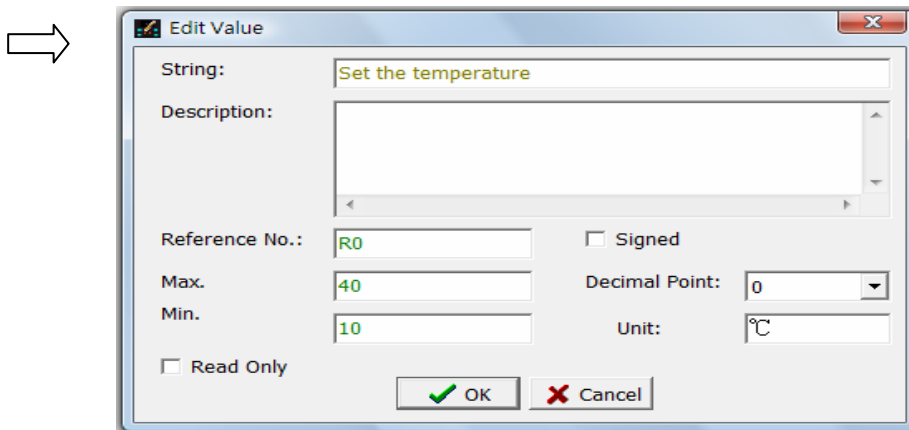 Edit Value
String: Set the temperature
Description:
Reference No.: R0 Signed
Max. 40 Decimal Point: 0
Min. 10 Unit: ℃
Read Only
OK Cancel